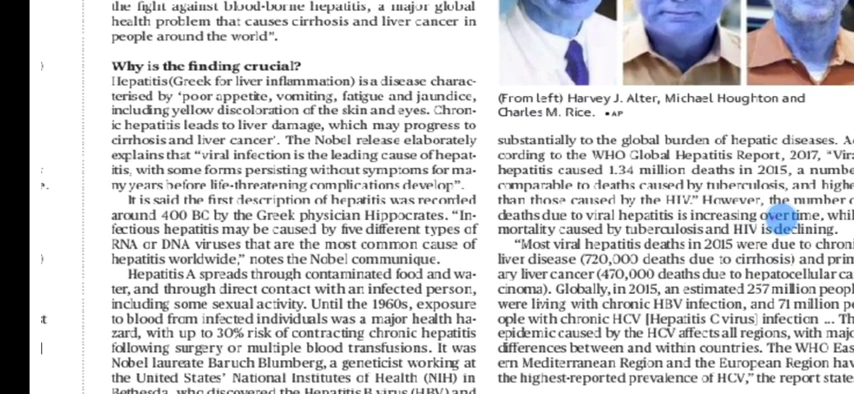 the fight against blood-borne hepatitis, a major global
health problem that causes cirrhosis and liver cancer in
people around the world”.
Why is the finding crucial?
Hepatitis (Greek for liver inflammation) is a disease charac-
terised by ‘poor appetite, vomiting, fatigue and jaundice,
including yellow discoloration of the skin and eyes. Chron-
ic hepatitis leads to liver damage, which may progress to
cirrhosis and liver cancer’. The Nobel release elaborately
explains that “viral infection is the leading cause of hepat-
itis, with some forms persisting without symptoms for ma-
ny years before life-threatening complications develop”.
It is said the first description of hepatitis was recorded
around 400 BC by the Greek physician Hippocrates. “In-
fectious hepatitis may be caused by five different types of
RNA or DNA viruses that are the most common cause of
hepatitis worldwide,” notes the Nobel communique.
Hepatitis A spreads through contaminated food and wa-
ter, and through direct contact with an infected person,
including some sexual activity. Until the 1960s, exposure
to blood from infected individuals was a major health ha-
zard, with up to 30% risk of contracting chronic hepatitis
following surgery or multiple blood transfusions. It was
Nobel laureate Baruch Blumberg, a geneticist working at
the United States’ National Institutes of Health (NIH) in
Bethesda, who discovered the Hepatitis B virus (HBV) and
(From left) Harvey J. Alter, Michael Houghton and
Charles M. Rice. •AP
substantially to the global burden of hepatic diseases. Ac
cording to the WHO Global Hepatitis Report, 2017, “Vira
hepatitis caused 1.34 million deaths in 2015, a numbe
comparable to deaths caused by tuberculosis, and highe
than those caused by the HIV.” However, the number o
deaths due to viral hepatitis is increasing over time, whil
mortality caused by tuberculosis and HIV is declining.
“Most viral hepatitis deaths in 2015 were due to chroni
liver disease (720,000 deaths due to cirrhosis) and prim
ary liver cancer (470,000 deaths due to hepatocellular ca
cinoma). Globally, in 2015, an estimated 257 million peopl
were living with chronic HBV infection, and 71 million pe
ople with chronic HCV [Hepatitis C virus] infection ... Th
epidemic caused by the HCV affects all regions, with majo
differences between and within countries. The WHO Eas
ern Mediterranean Region and the European Region hav
the highest-reported prevalence of HCV,” the report state